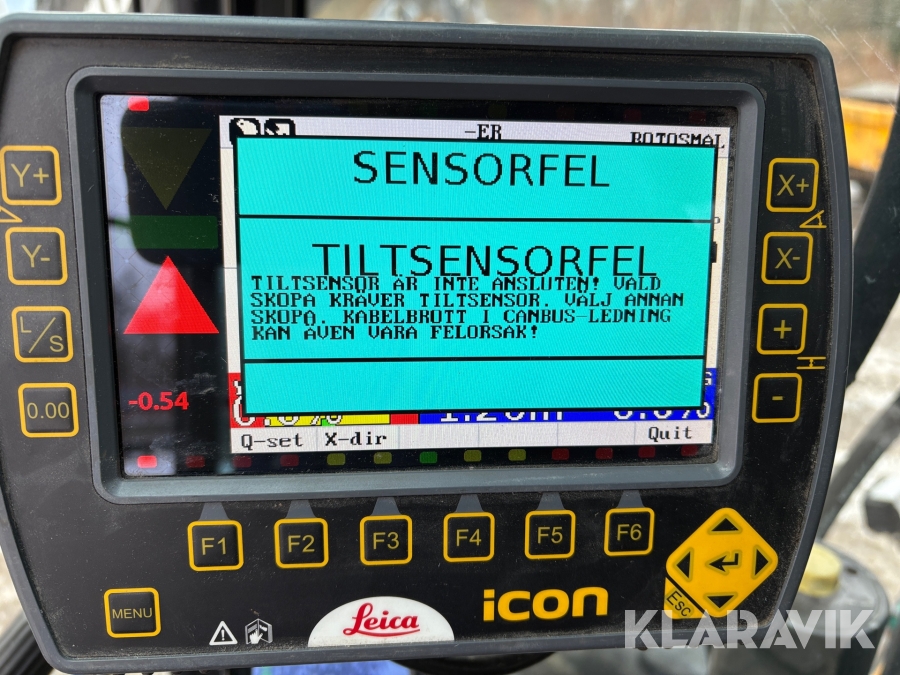 -ER ROTOSMAL
SENSORFEL
TILTSENSORFEL
TILTSENSOR ÄR INTE ANSLUTEN! VALD
SKOPA KRÄVER TILTSENSOR. VÄLJ ANNAN
SKOPA. KABELBROTT I CANBUS-LEDNING
KAN ÄVEN VARA FELORSAK!
-0.54
Q-set X-dir Quit
Y+
Y-
L/S
0.00
X+
X-
+
-
F1 F2 F3 F4 F5 F6
MENU
Leica
iCON
Esc
KLARAVIK